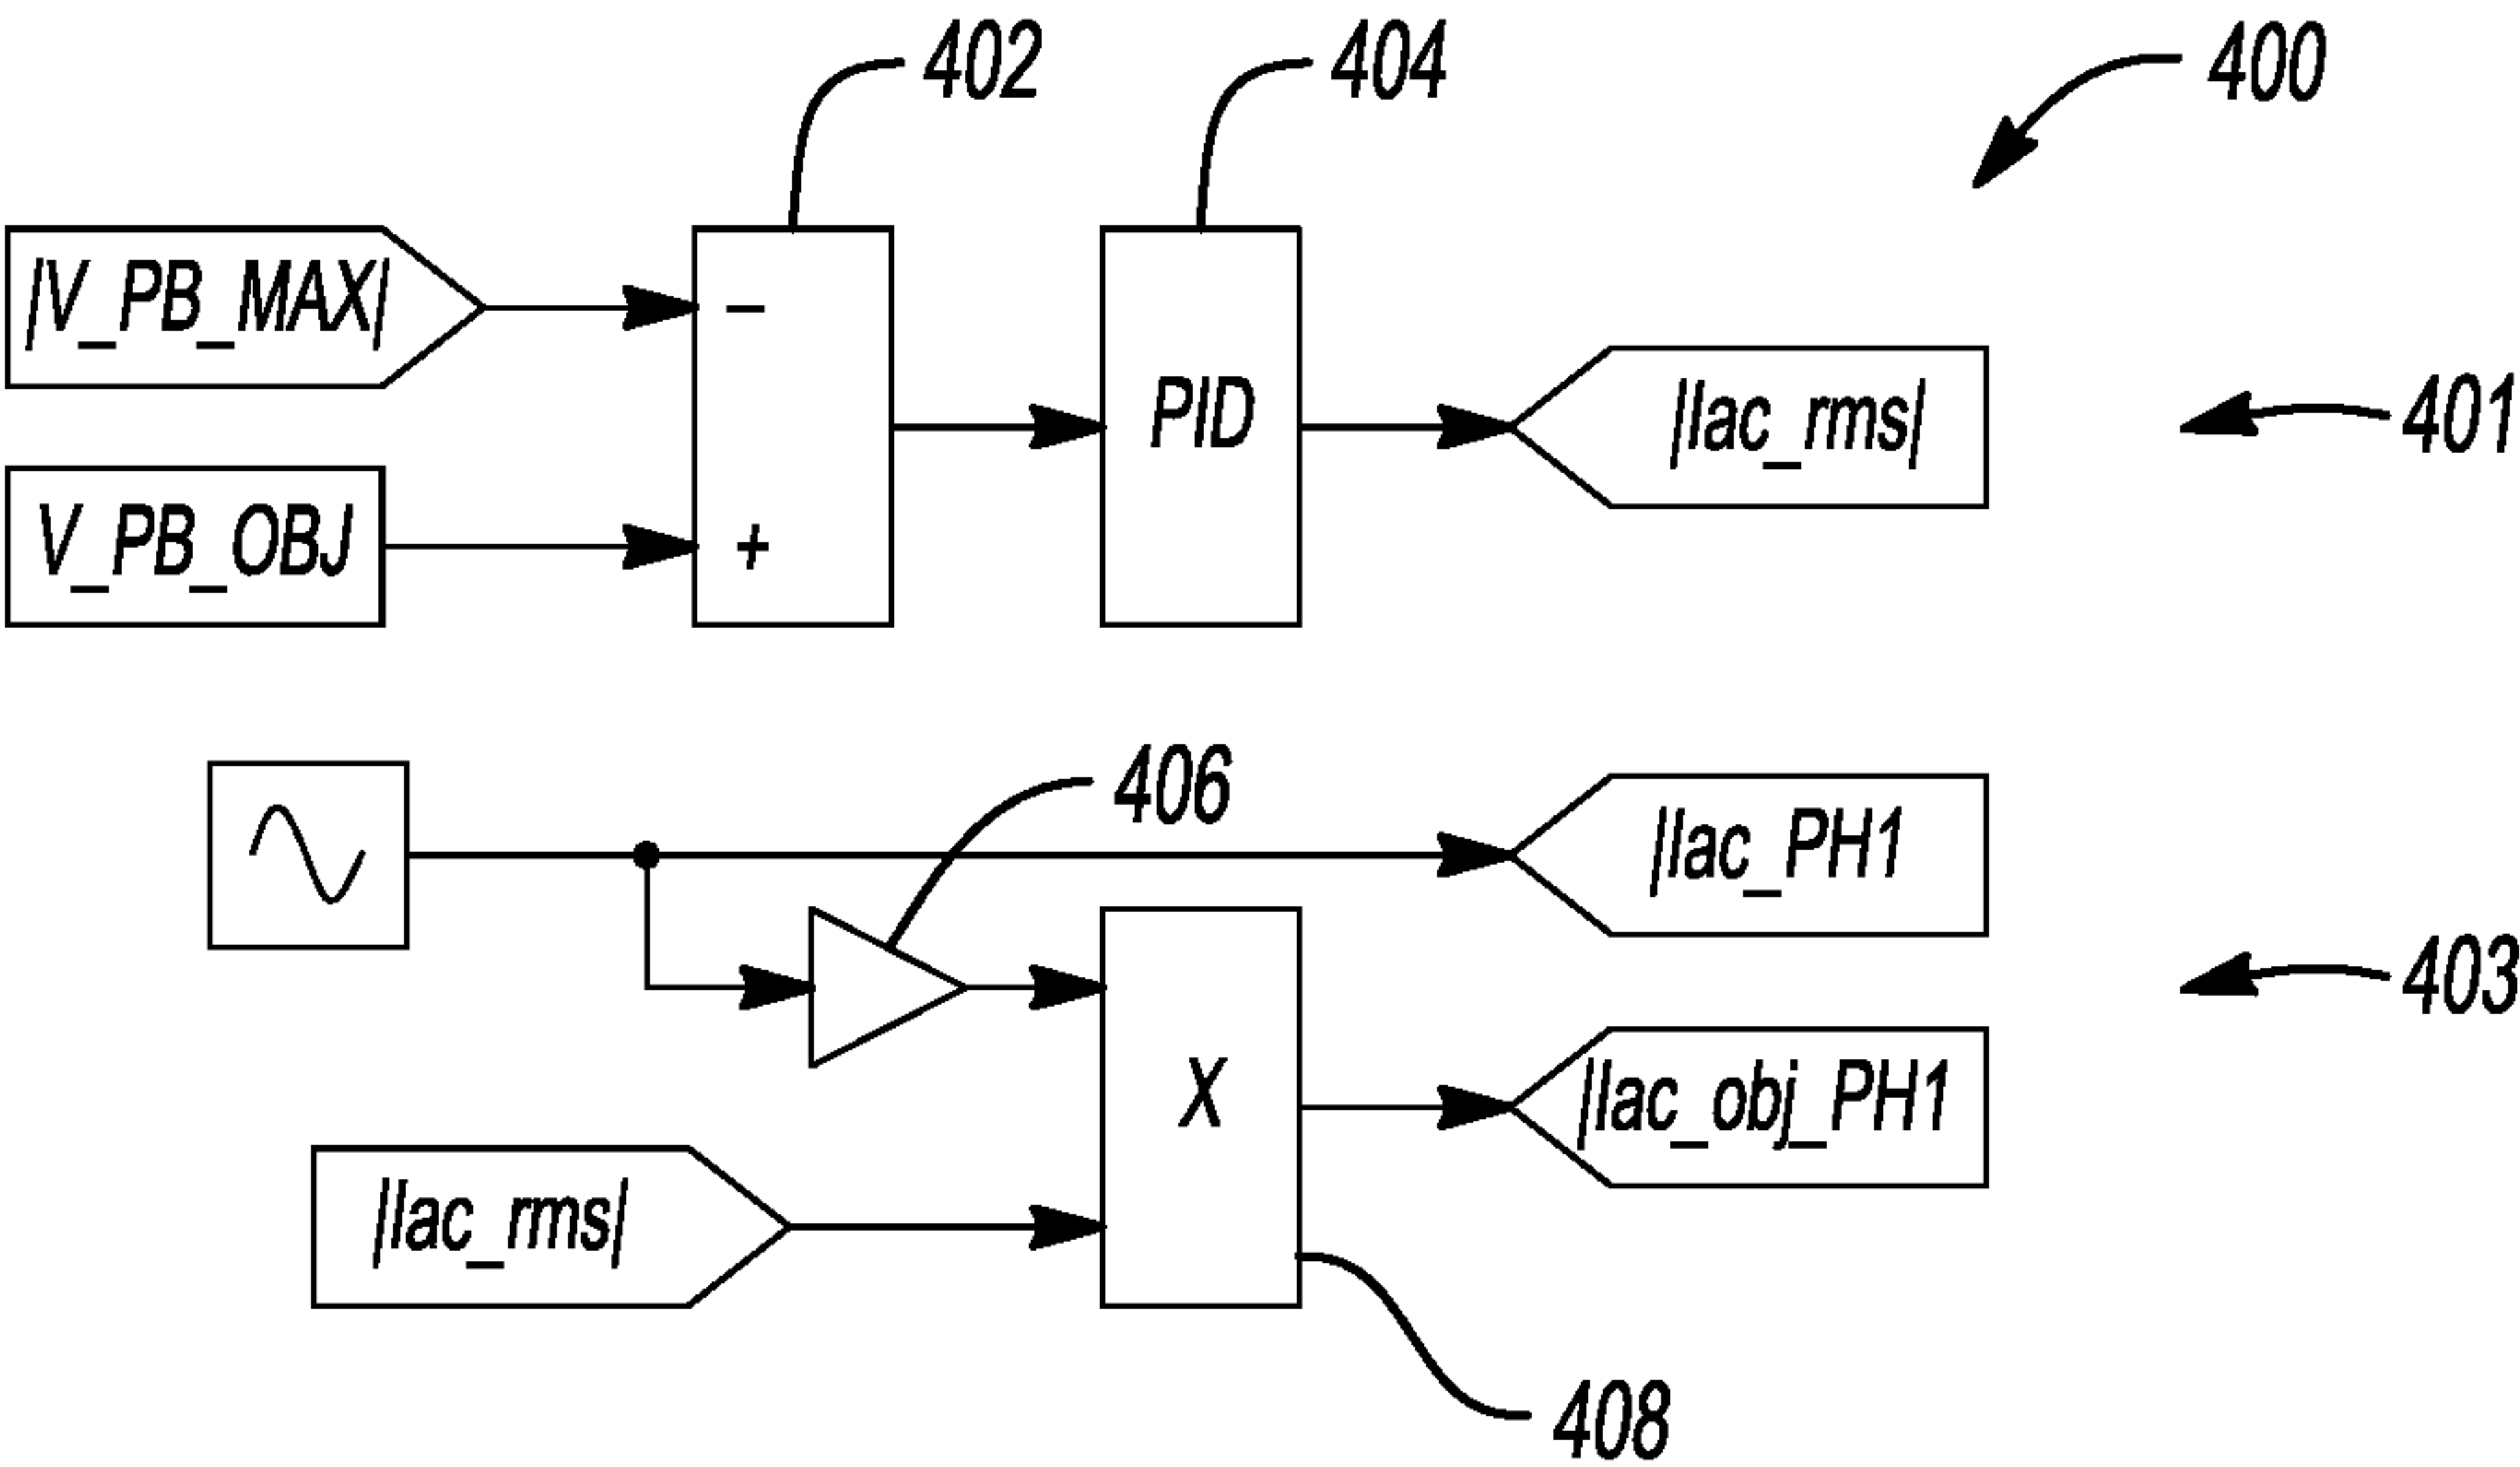 402
404
400
|V_PB_MAX|
−
PID
|Iac_rms|
401
V_PB_OBJ
+
406
|Iac_PH1
403
X
|Iac_obj_PH1
|Iac_rms|
408